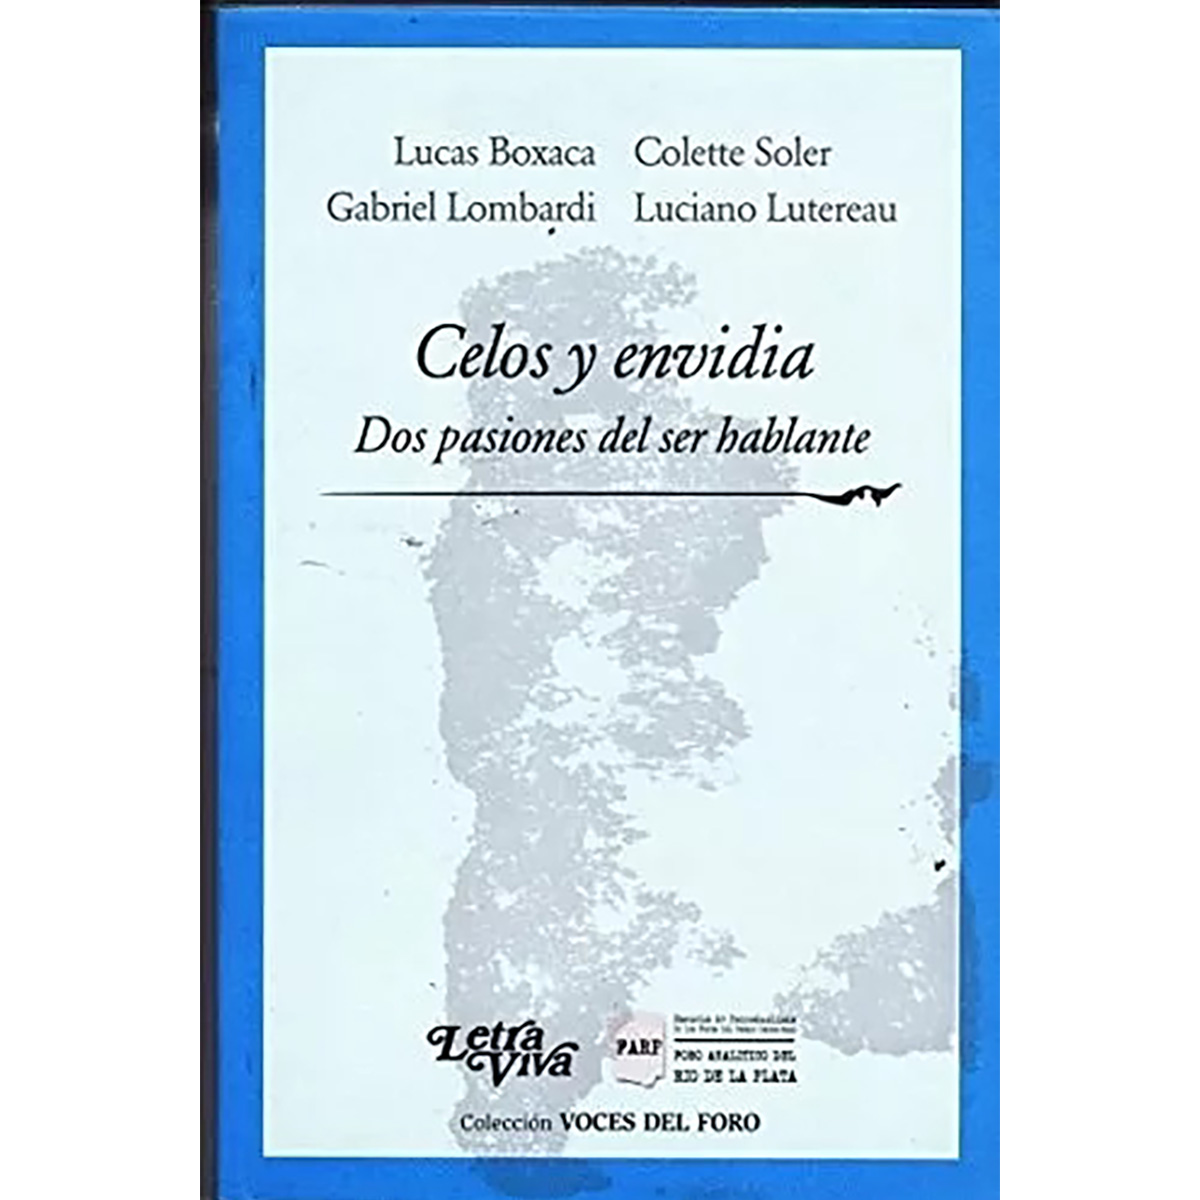 Lucas Boxaca Colette Soler
Gabriel Lombardi Luciano Lutereau
Celos y envidia
Dos pasiones del ser hablante
Letra Viva
FARP
FORO ANALITICO DEL
RIO DE LA PLATA
Colección VOCES DEL FORO